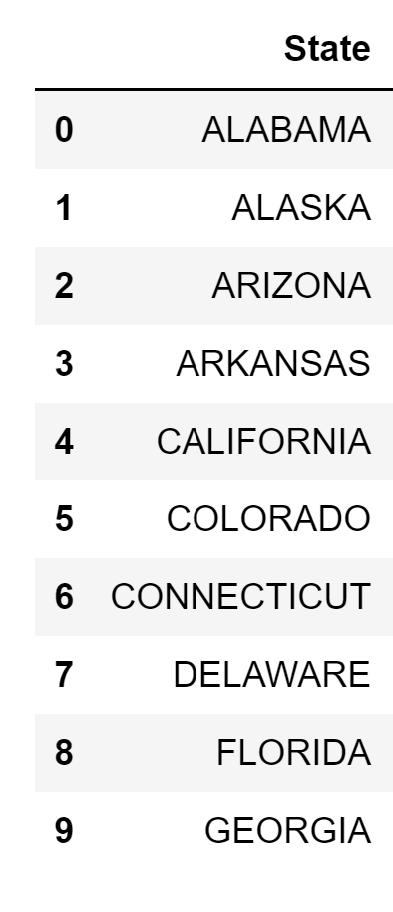 State
0 ALABAMA
1 ALASKA
2 ARIZONA
3 ARKANSAS
4 CALIFORNIA
5 COLORADO
6 CONNECTICUT
7 DELAWARE
8 FLORIDA
9 GEORGIA